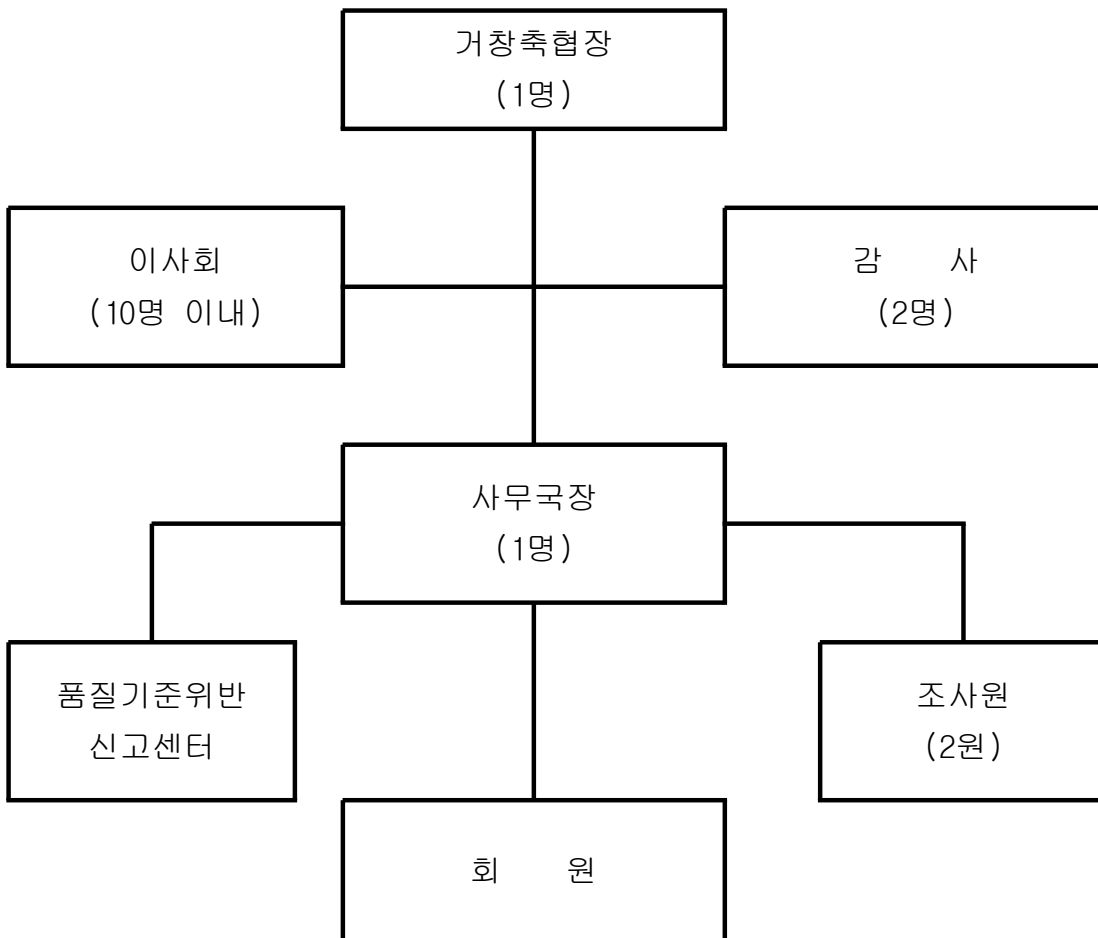 거창축협장
(1명)
이사회
(10명 이내)
감 사
(2명)
사무국장
(1명)
품질기준위반
신고센터
조사원
(2원)
회 원